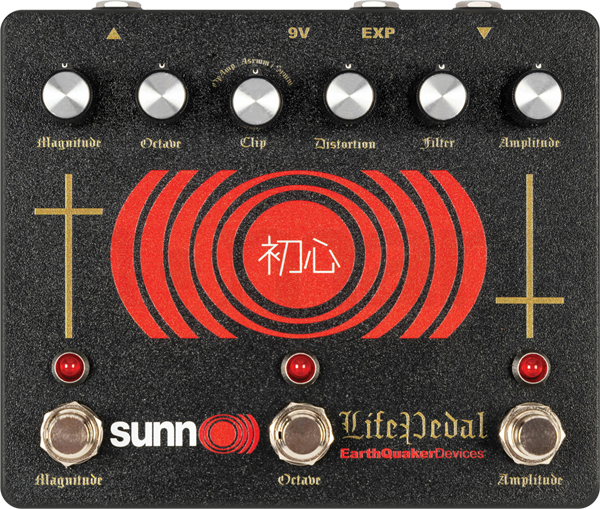 9V EXP
OpAmp, Asymm, Symm
Magnitude Octave Clip Distortion Filter Amplitude
初心
sunn O)))
Life Pedal
EarthQuakerDevices
Magnitude Octave Amplitude